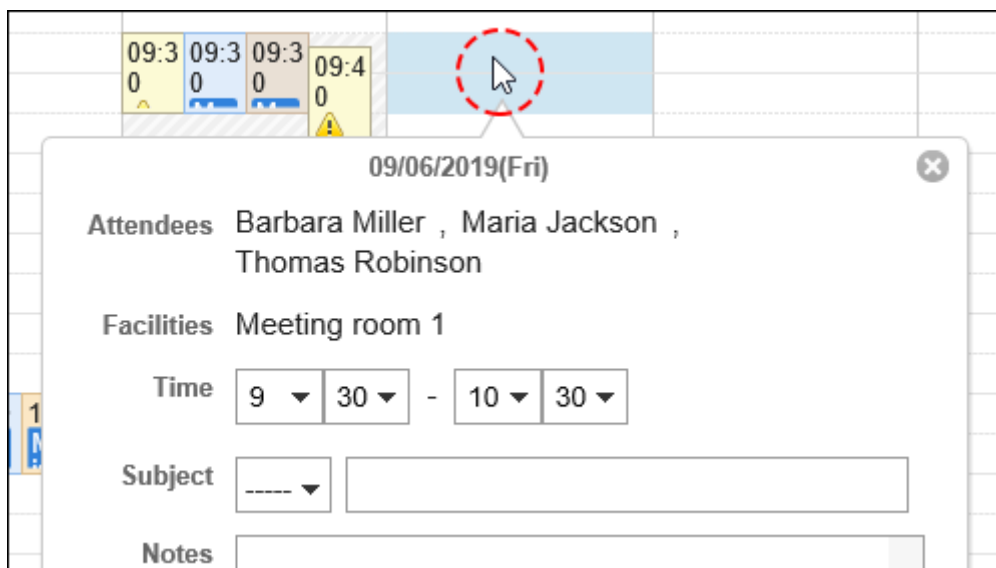 09:3 09:3 09:3 09:4
0 0 0 0
09/06/2019(Fri)
Attendees Barbara Miller , Maria Jackson ,
Thomas Robinson
Facilities Meeting room 1
Time 9 30 - 10 30
1
Subject -----
Notes